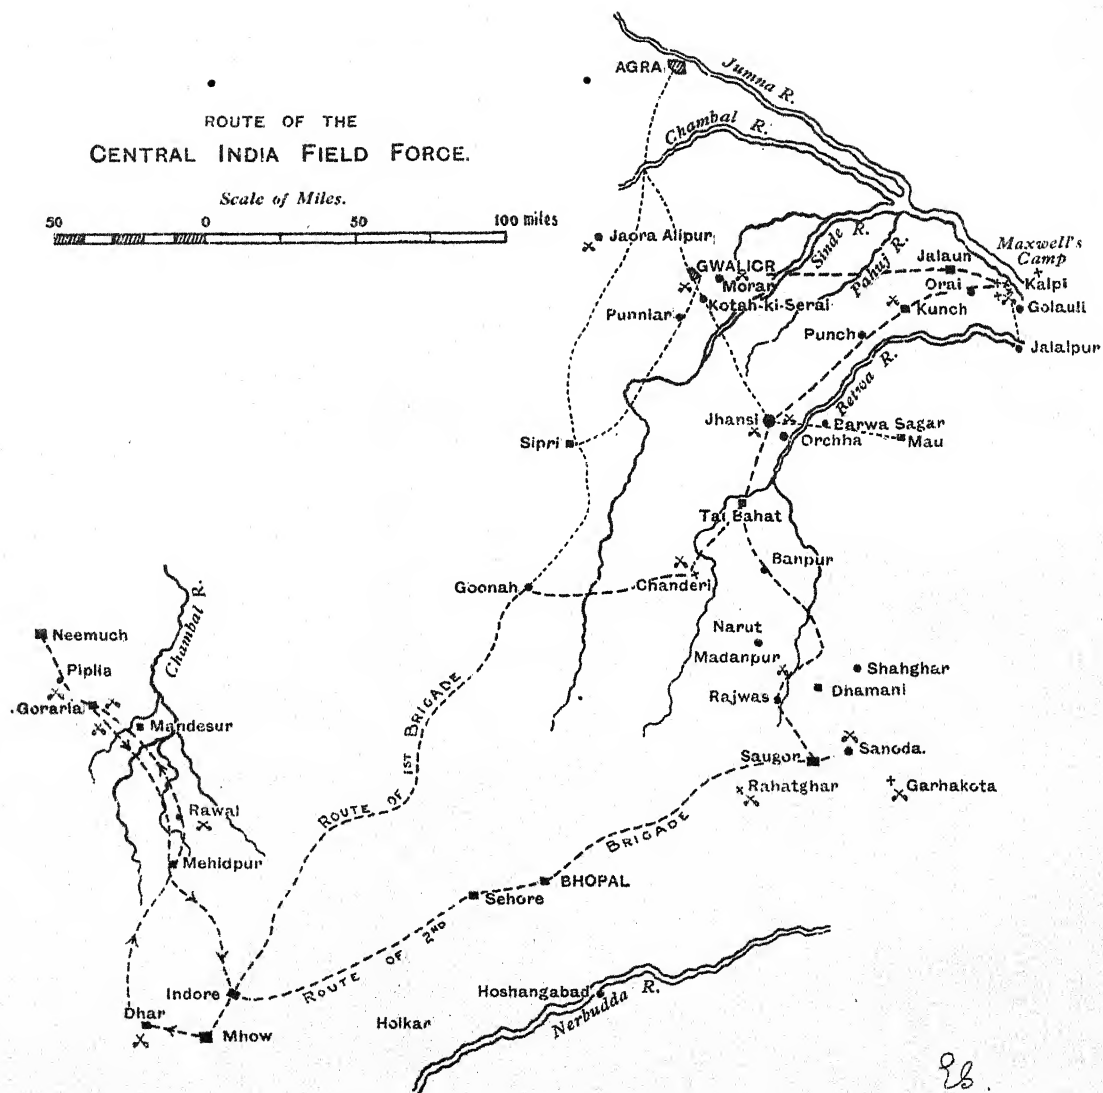 ROUTE OF THE
CENTRAL INDIA FIELD FORCE.
Scale of Miles.
50 0 50 100 miles
AGRA
Jumna R.
Chambal R.
Jaora Alipur
Sinde R.
Pahuj R.
Maxwell's
Camp
GWALIOR
Morar
Jalaun
Orai
Kalpi
Kotah-ki-Serai
Kunch
Golauli
Punniar
Punch
Jalalpur
Betwa R.
Jhansi
Barwa Sagar
Orchha
Mau
Sipri
Tal Bahat
Banpur
Goonah
Chanderi
Chambal R.
Neemuch
Narut
Piplia
Madanpur
Shahghar
Goraria
Rajwas
Dhamani
Mandesur
Saugor
Sanoda.
Rahatghar
Garhakota
Rawal
ROUTE OF 1ST BRIGADE
Mehidpur
BHOPAL
Sehore
ROUTE OF 2ND BRIGADE
Indore
Hoshangabad
Nerbudda R.
Dhar
Mhow
Holkar